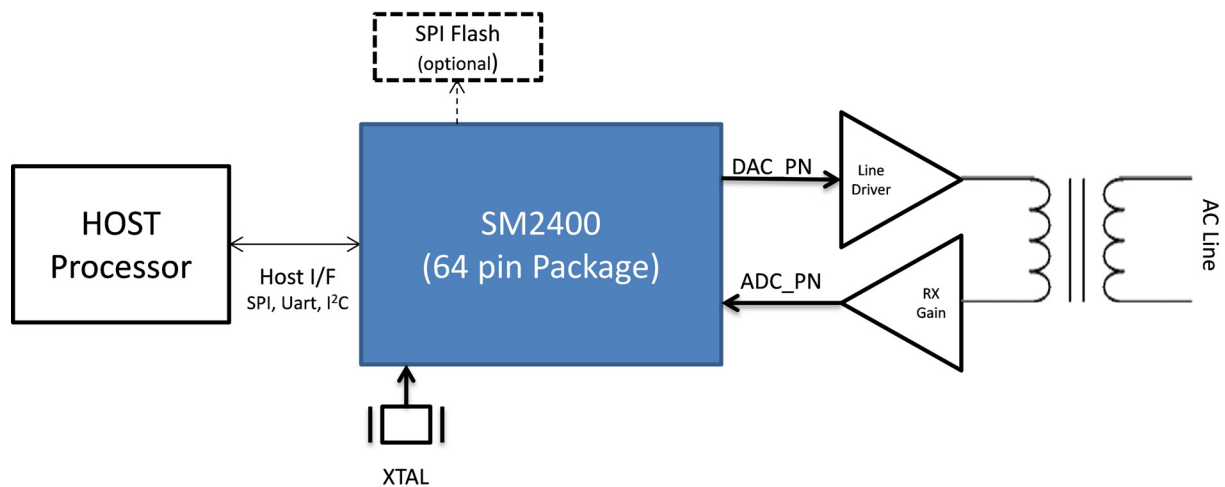 SPI Flash
(optional)
HOST
Processor
Host I/F
SPI, Uart, I²C
SM2400
(64 pin Package)
DAC_PN
Line
Driver
ADC_PN
RX
Gain
AC Line
XTAL